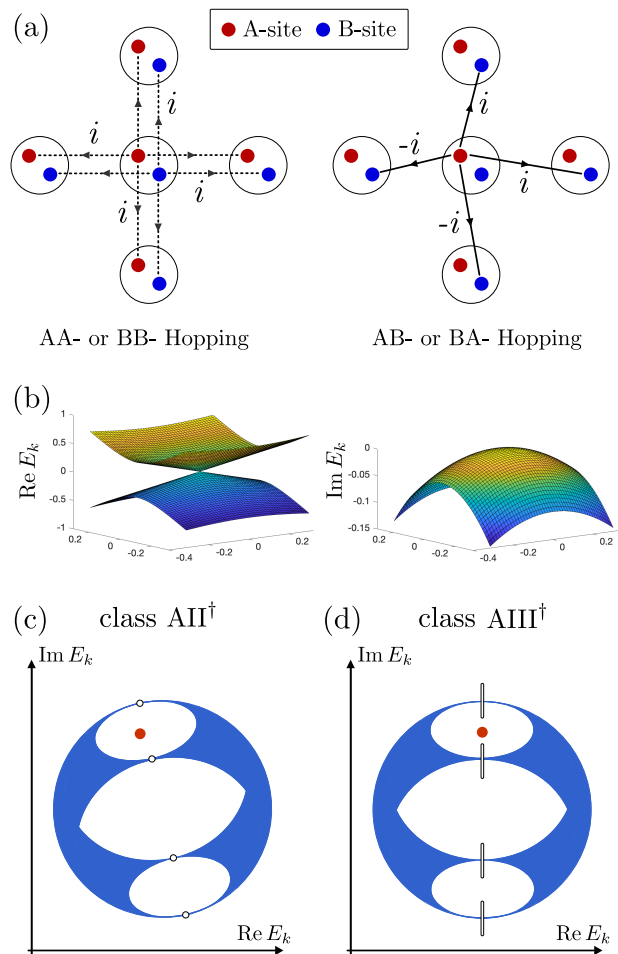 (a)
A-site B-site
i
i
i
i
i
-i
i
-i
AA- or BB- Hopping
AB- or BA- Hopping
(b)
Re E_k
1
0.5
0
-0.5
-1
0.2
0
-0.2
-0.4
-0.2
0
0.2
Im E_k
0
-0.05
-0.1
-0.15
0.2
0
-0.2
-0.4
-0.2
0
0.2
(c) class AII†
Im E_k
Re E_k
(d) class AIII†
Im E_k
Re E_k